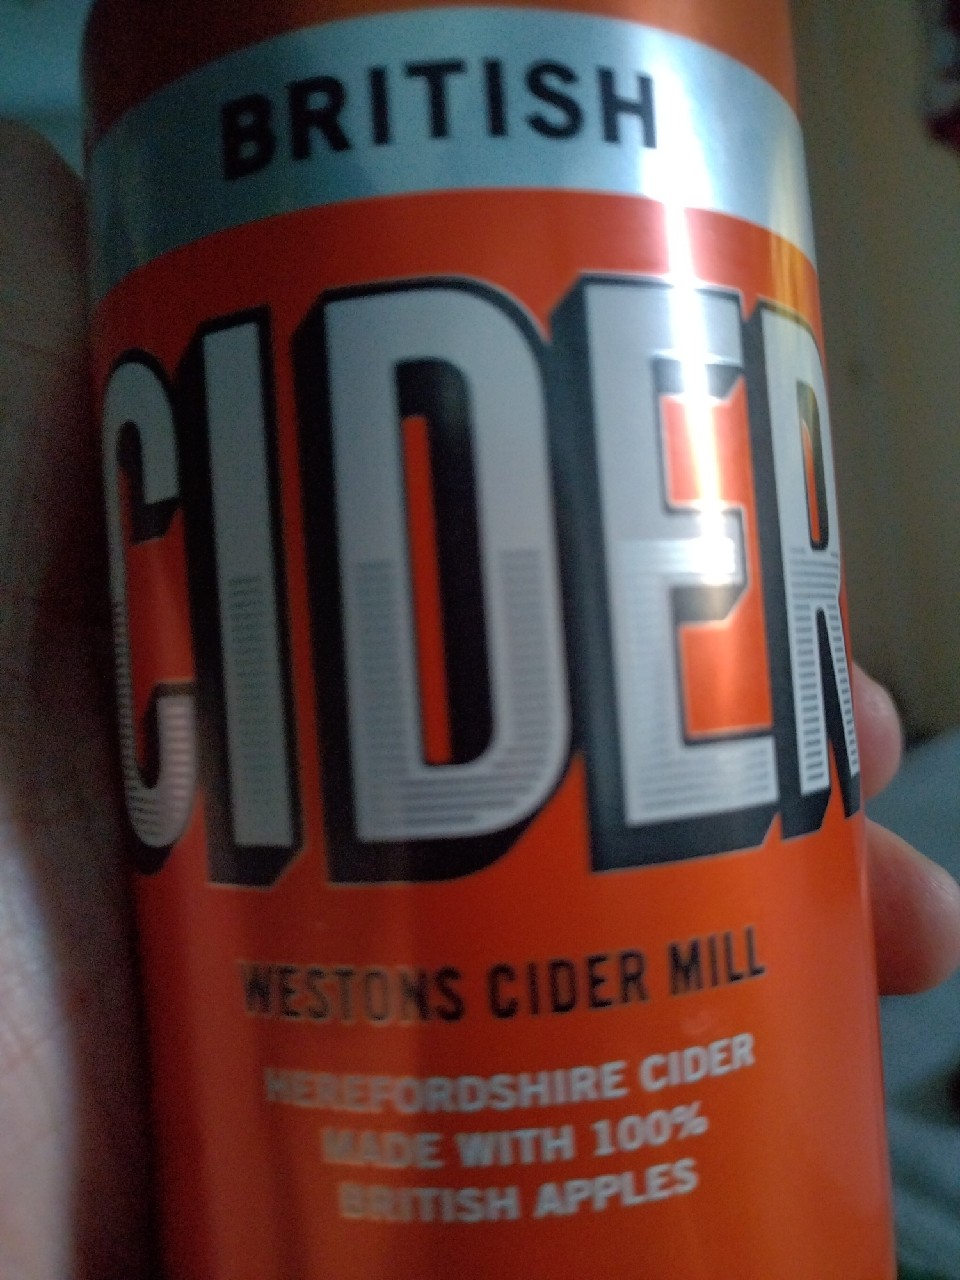 BRITISH
CIDER
WESTONS CIDER MILL
HEREFORDSHIRE CIDER
MADE WITH 100%
BRITISH APPLES